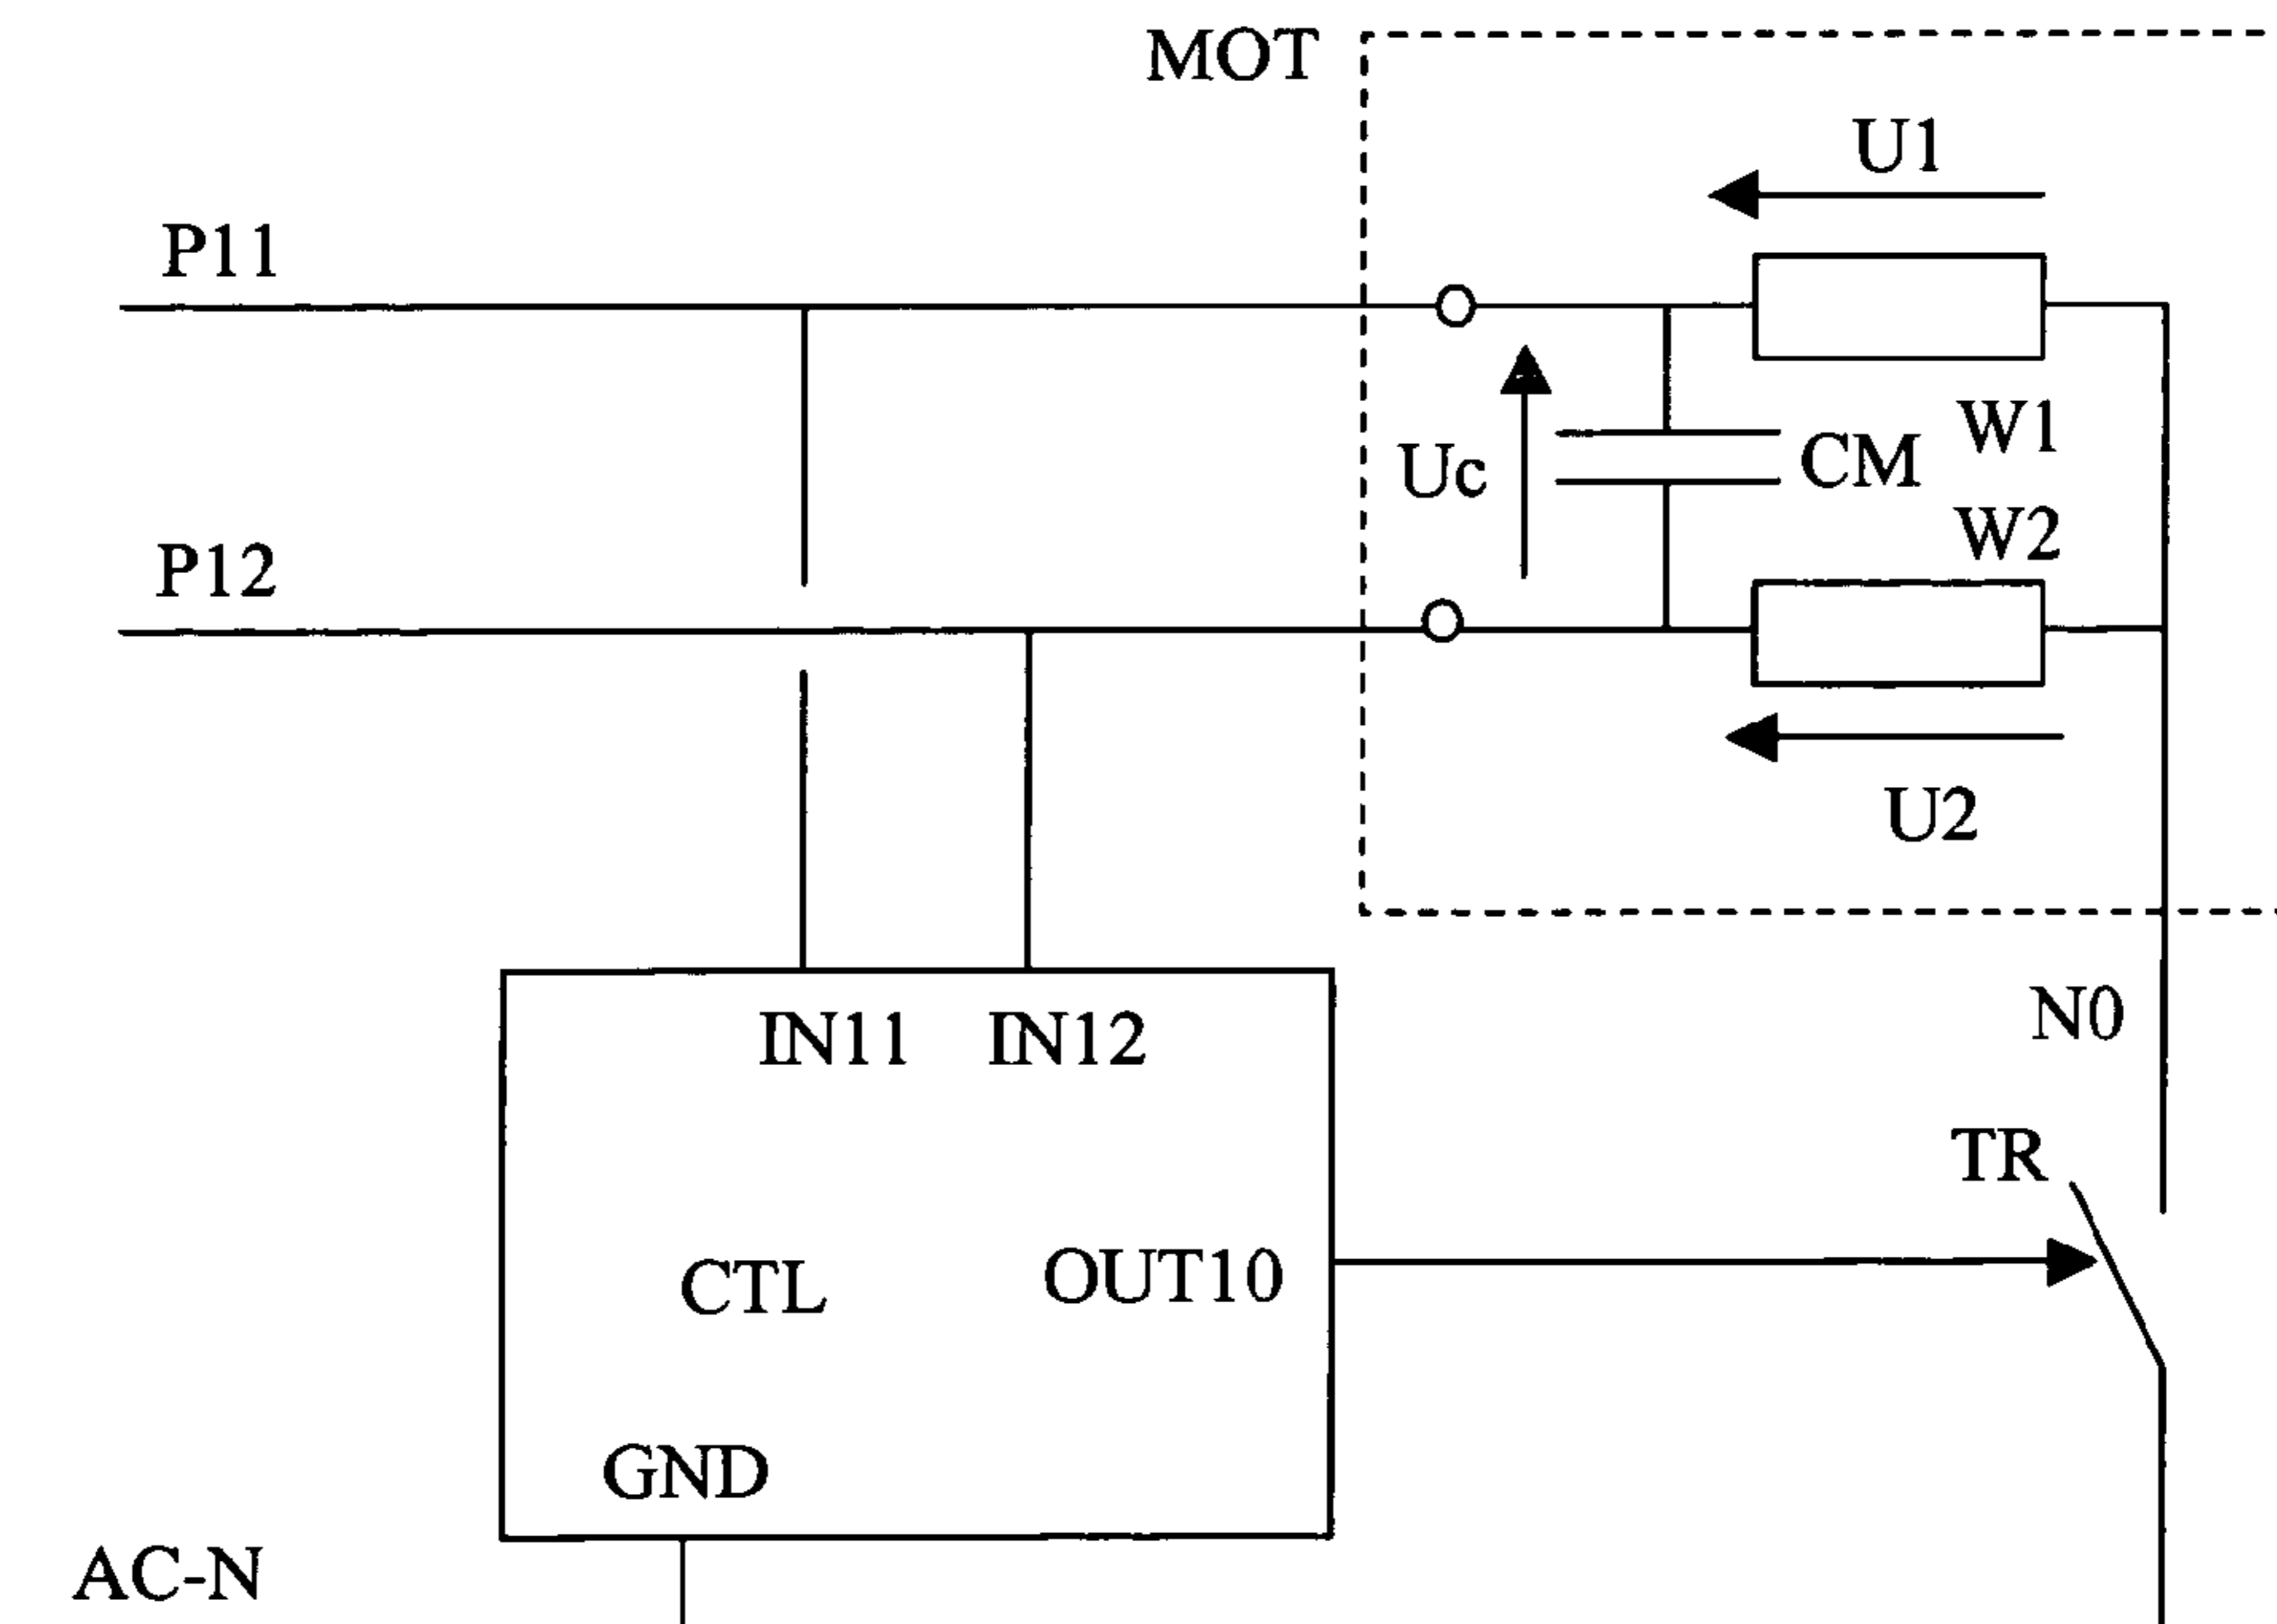 MOT
U1
P11
W1
CM
Uc
W2
P12
U2
N0
IN11 IN12
TR
OUT10
CTL
GND
AC-N